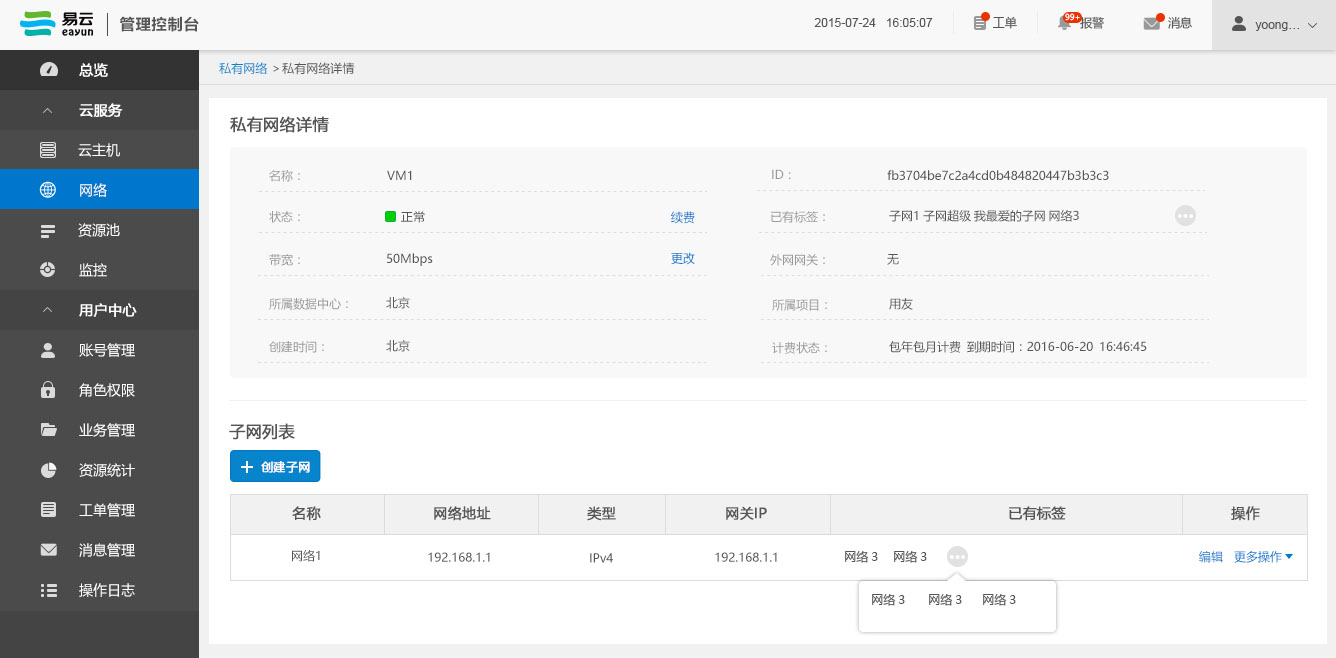 易云 eayun 管理控制台 2015-07-24 16:05:07 工单 99+ 报警 消息 yoong...
总览
云服务
云主机
网络
资源池
监控
用户中心
账号管理
角色权限
业务管理
资源统计
工单管理
消息管理
操作日志
私有网络 > 私有网络详情
私有网络详情
名称： VM1 ID： fb3704be7c2a4cd0b484820447b3b3c3
状态： 正常 续费 已有标签： 子网1 子网超级 我最爱的子网 网络3
带宽： 50Mbps 更改 外网网关： 无
所属数据中心： 北京 所属项目： 用友
创建时间： 北京 计费状态： 包年包月计费 到期时间：2016-06-20 16:46:45
子网列表
创建子网
名称 网络地址 类型 网关IP 已有标签 操作
网络1 192.168.1.1 IPv4 192.168.1.1 网络 3 网络 3 编辑 更多操作
网络 3 网络 3 网络 3